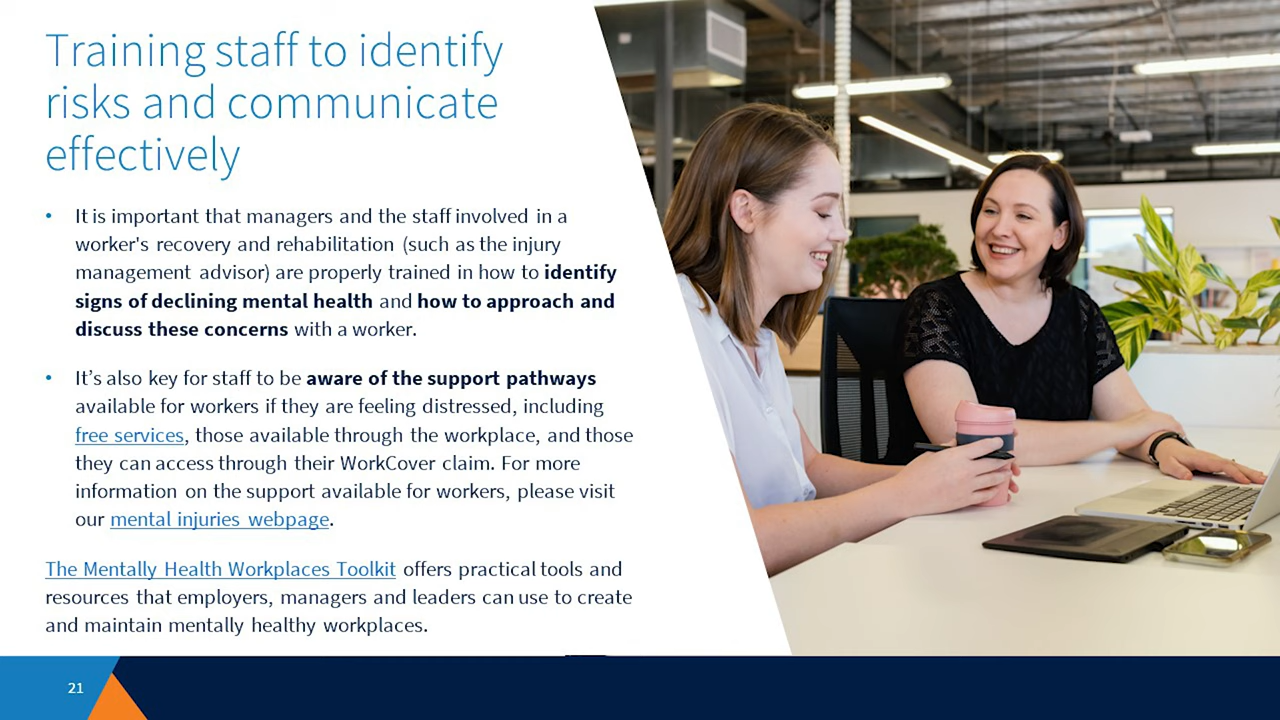 Training staff to identify
risks and communicate
effectively
• It is important that managers and the staff involved in a
worker's recovery and rehabilitation (such as the injury
management advisor) are properly trained in how to identify
signs of declining mental health and how to approach and
discuss these concerns with a worker.
• It’s also key for staff to be aware of the support pathways
available for workers if they are feeling distressed, including
free services, those available through the workplace, and those
they can access through their WorkCover claim. For more
information on the support available for workers, please visit
our mental injuries webpage.
The Mentally Health Workplaces Toolkit offers practical tools and
resources that employers, managers and leaders can use to create
and maintain mentally healthy workplaces.
21